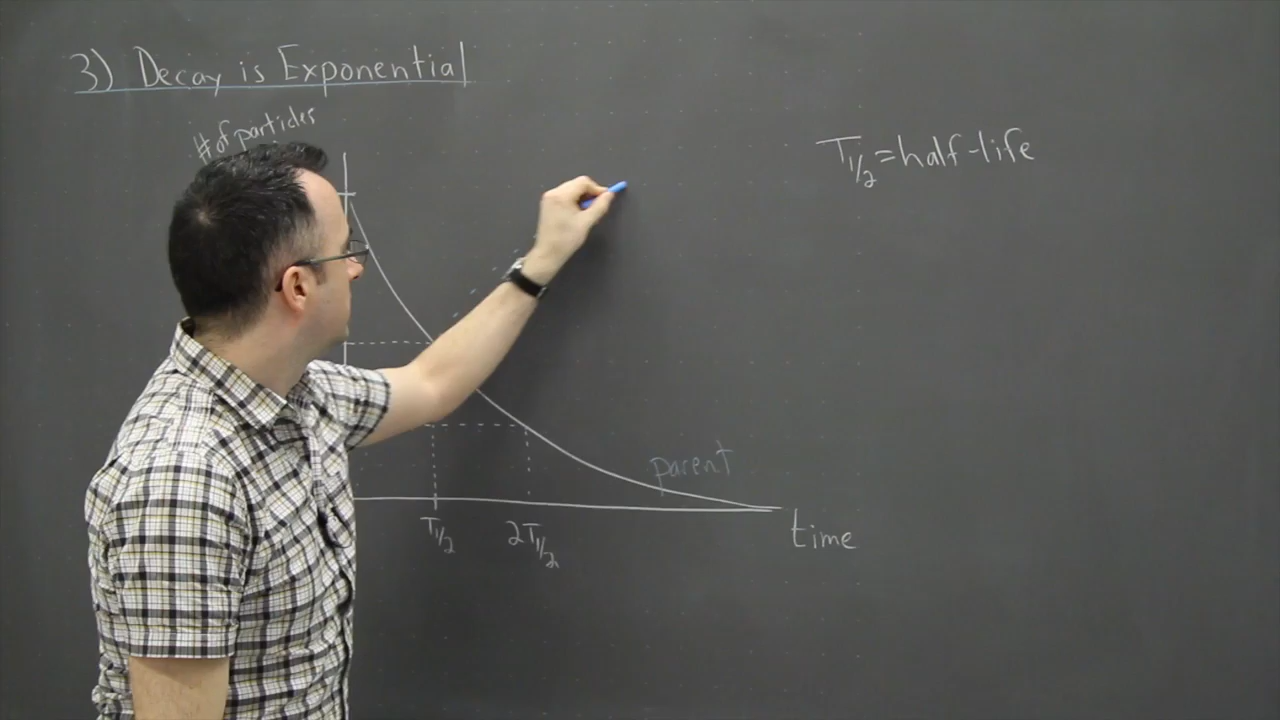 3) Decay is Exponential
# of particles
T1/2 = half-life
parent
T1/2
2T1/2
time